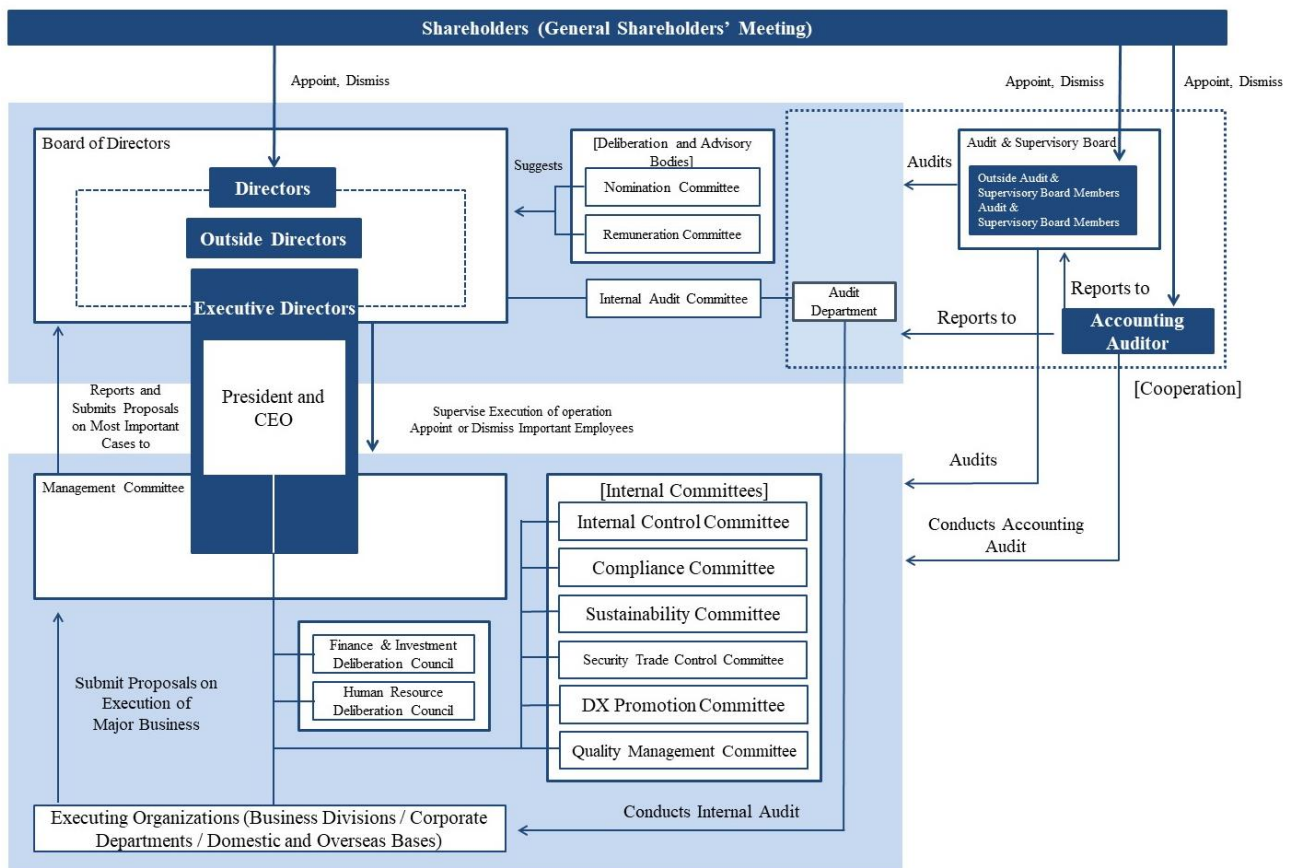 Shareholders (General Shareholders' Meeting)
Appoint, Dismiss
Appoint, Dismiss
Appoint, Dismiss
Board of Directors
Directors
Outside Directors
Executive Directors
President and
CEO
Suggests
[Deliberation and Advisory
Bodies]
Nomination Committee
Remuneration Committee
Internal Audit Committee
Audit
Department
Audits
Audit & Supervisory Board
Outside Audit &
Supervisory Board Members
Audit &
Supervisory Board Members
Reports to
Reports to
Accounting
Auditor
[Cooperation]
Reports and
Submits Proposals
on Most Important
Cases to
Supervise Execution of operation
Appoint or Dismiss Important Employees
Audits
Conducts Accounting
Audit
Management Committee
[Internal Committees]
Internal Control Committee
Compliance Committee
Sustainability Committee
Security Trade Control Committee
DX Promotion Committee
Quality Management Committee
Finance & Investment
Deliberation Council
Human Resource
Deliberation Council
Submit Proposals on
Execution of
Major Business
Conducts Internal Audit
Executing Organizations (Business Divisions / Corporate
Departments / Domestic and Overseas Bases)